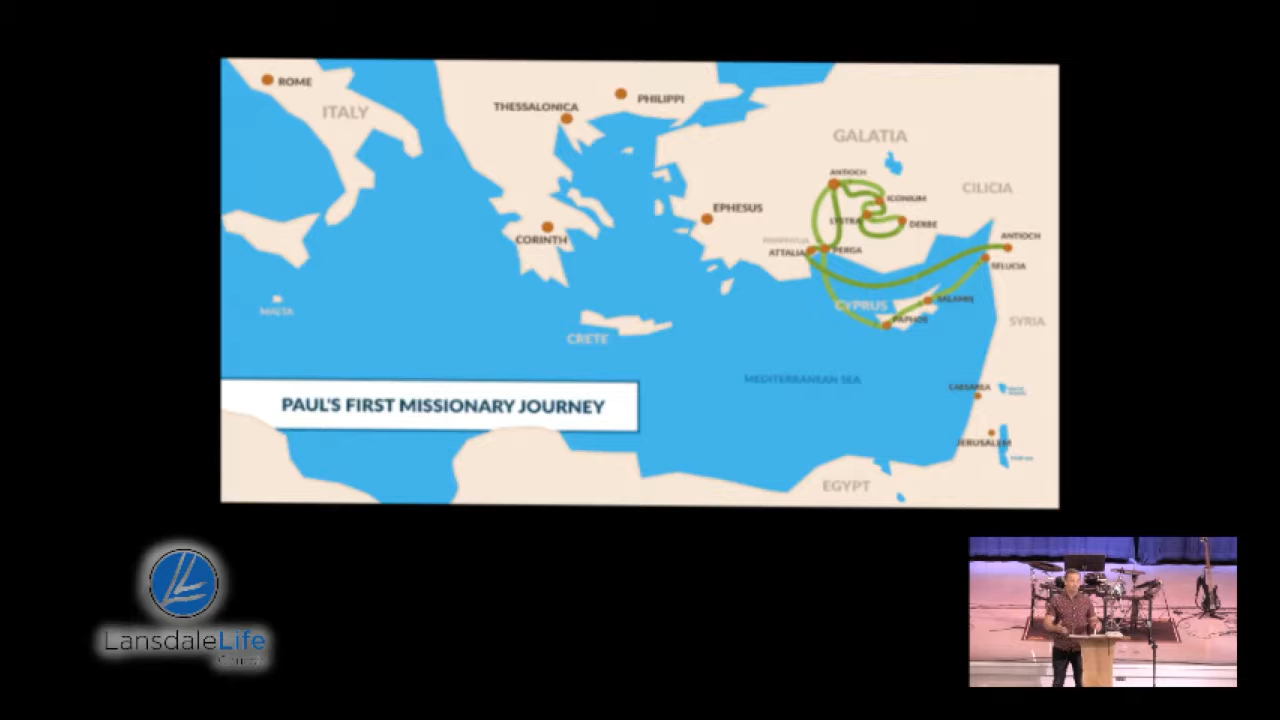 ROME
ITALY
THESSALONICA
PHILIPPI
GALATIA
ANTIOCH
CILICIA
ICONIUM
EPHESUS
LYSTRA
DERBE
CORINTH
ANTIOCH
ATTALIA
PERGA
SELUCIA
SALAMIS
CYPRUS
MALTA
PAPHOS
SYRIA
CRETE
MEDITERRANEAN SEA
CAESAREA
PAUL'S FIRST MISSIONARY JOURNEY
JERUSALEM
EGYPT
LansdaleLife
Church